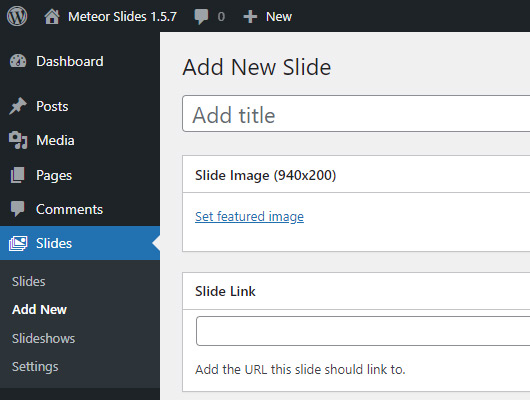 Meteor Slides 1.5.7 0 New
Dashboard
Posts
Media
Pages
Comments
Slides
Slides
Add New
Slideshows
Settings
Add New Slide
Add title
Slide Image (940x200)
Set featured image
Slide Link
Add the URL this slide should link to.